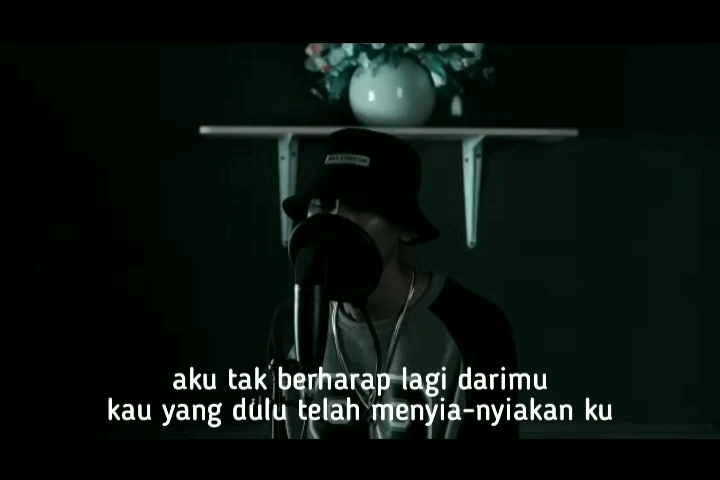 aku tak berharap lagi darimu
kau yang dulu telah menyia-nyiakan ku